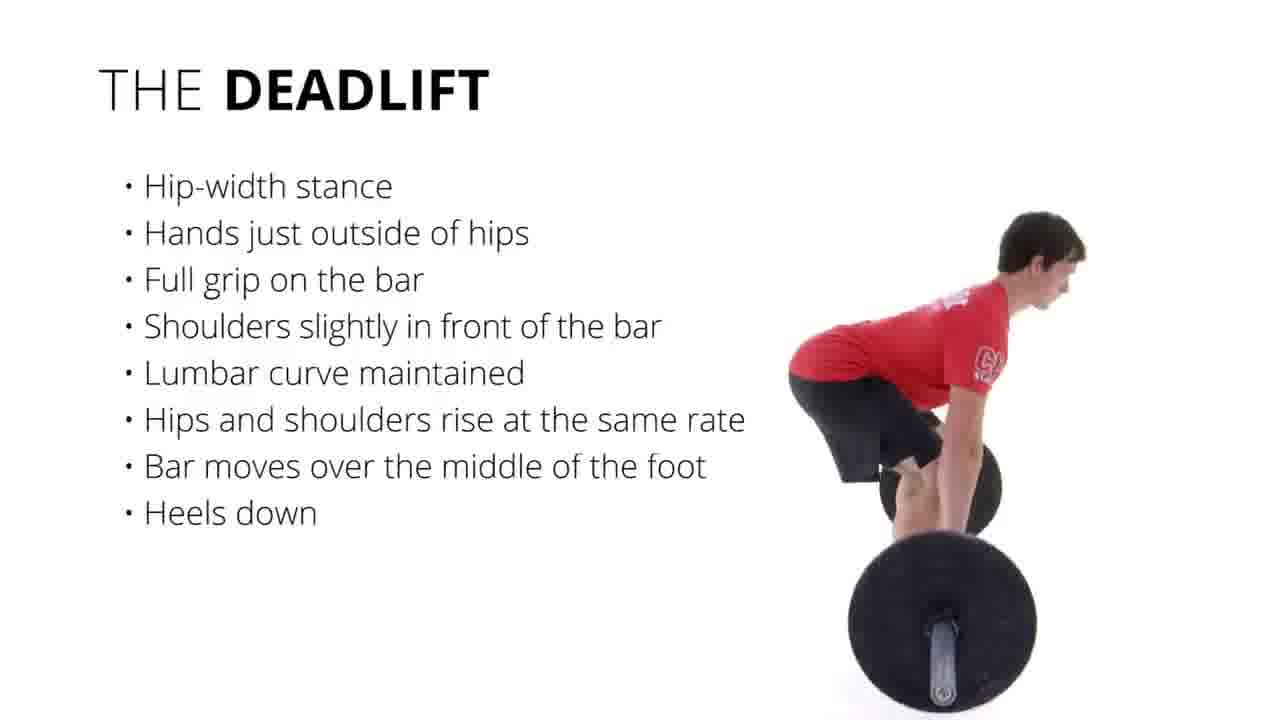 THE DEADLIFT
• Hip-width stance
• Hands just outside of hips
• Full grip on the bar
• Shoulders slightly in front of the bar
• Lumbar curve maintained
• Hips and shoulders rise at the same rate
• Bar moves over the middle of the foot
• Heels down